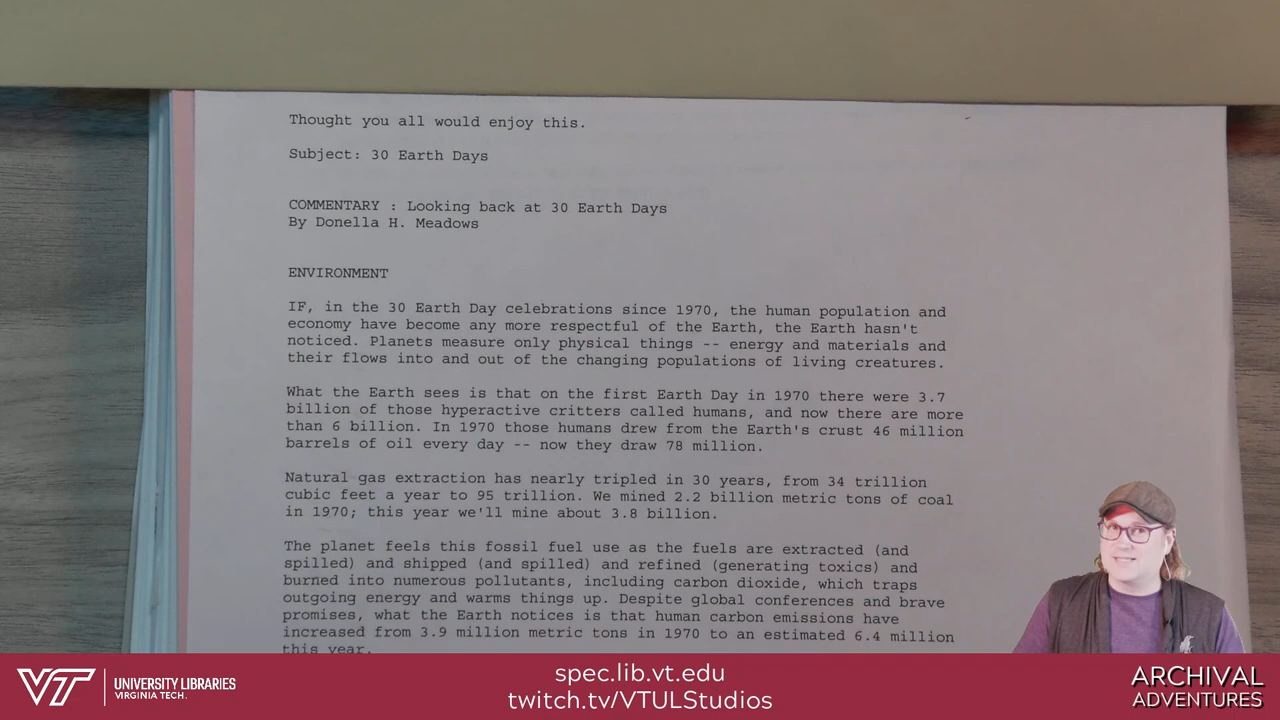 Thought you all would enjoy this.
Subject: 30 Earth Days
COMMENTARY : Looking back at 30 Earth Days
By Donella H. Meadows
ENVIRONMENT
IF, in the 30 Earth Day celebrations since 1970, the human population and
economy have become any more respectful of the Earth, the Earth hasn't
noticed. Planets measure only physical things -- energy and materials and
their flows into and out of the changing populations of living creatures.
What the Earth sees is that on the first Earth Day in 1970 there were 3.7
billion of those hyperactive critters called humans, and now there are more
than 6 billion. In 1970 those humans drew from the Earth's crust 46 million
barrels of oil every day -- now they draw 78 million.
Natural gas extraction has nearly tripled in 30 years, from 34 trillion
cubic feet a year to 95 trillion. We mined 2.2 billion metric tons of coal
in 1970; this year we'll mine about 3.8 billion.
The planet feels this fossil fuel use as the fuels are extracted (and
spilled) and shipped (and spilled) and refined (generating toxics) and
burned into numerous pollutants, including carbon dioxide, which traps
outgoing energy and warms things up. Despite global conferences and brave
promises, what the Earth notices is that human carbon emissions have
increased from 3.9 million metric tons in 1970 to an estimated 6.4 million
this year.
VT
UNIVERSITY LIBRARIES
VIRGINIA TECH.
spec.lib.vt.edu
twitch.tv/VTULStudios
ARCHIVAL
ADVENTURES